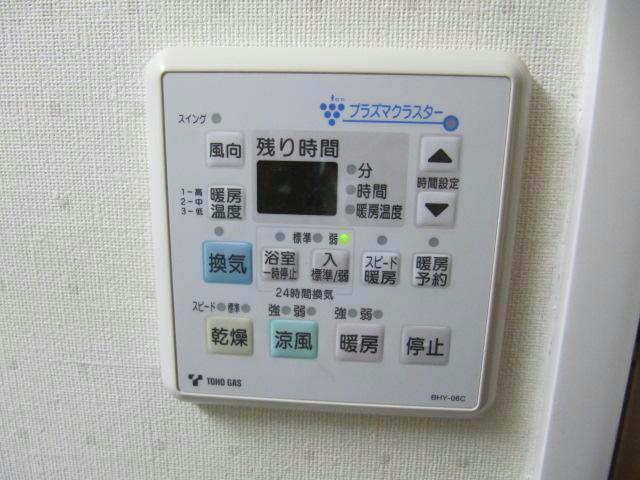 ion
プラズマクラスター
スイング
風向
残り時間
分
時間
暖房温度
時間設定
1－高
2－中
3－低
暖房
温度
標準 弱
換気
浴室
一時停止
入
標準/弱
スピード
暖房
暖房
予約
24時間換気
スピード 標準
強 弱
強 弱
乾燥
涼風
暖房
停止
TOHO GAS
BHY-06C